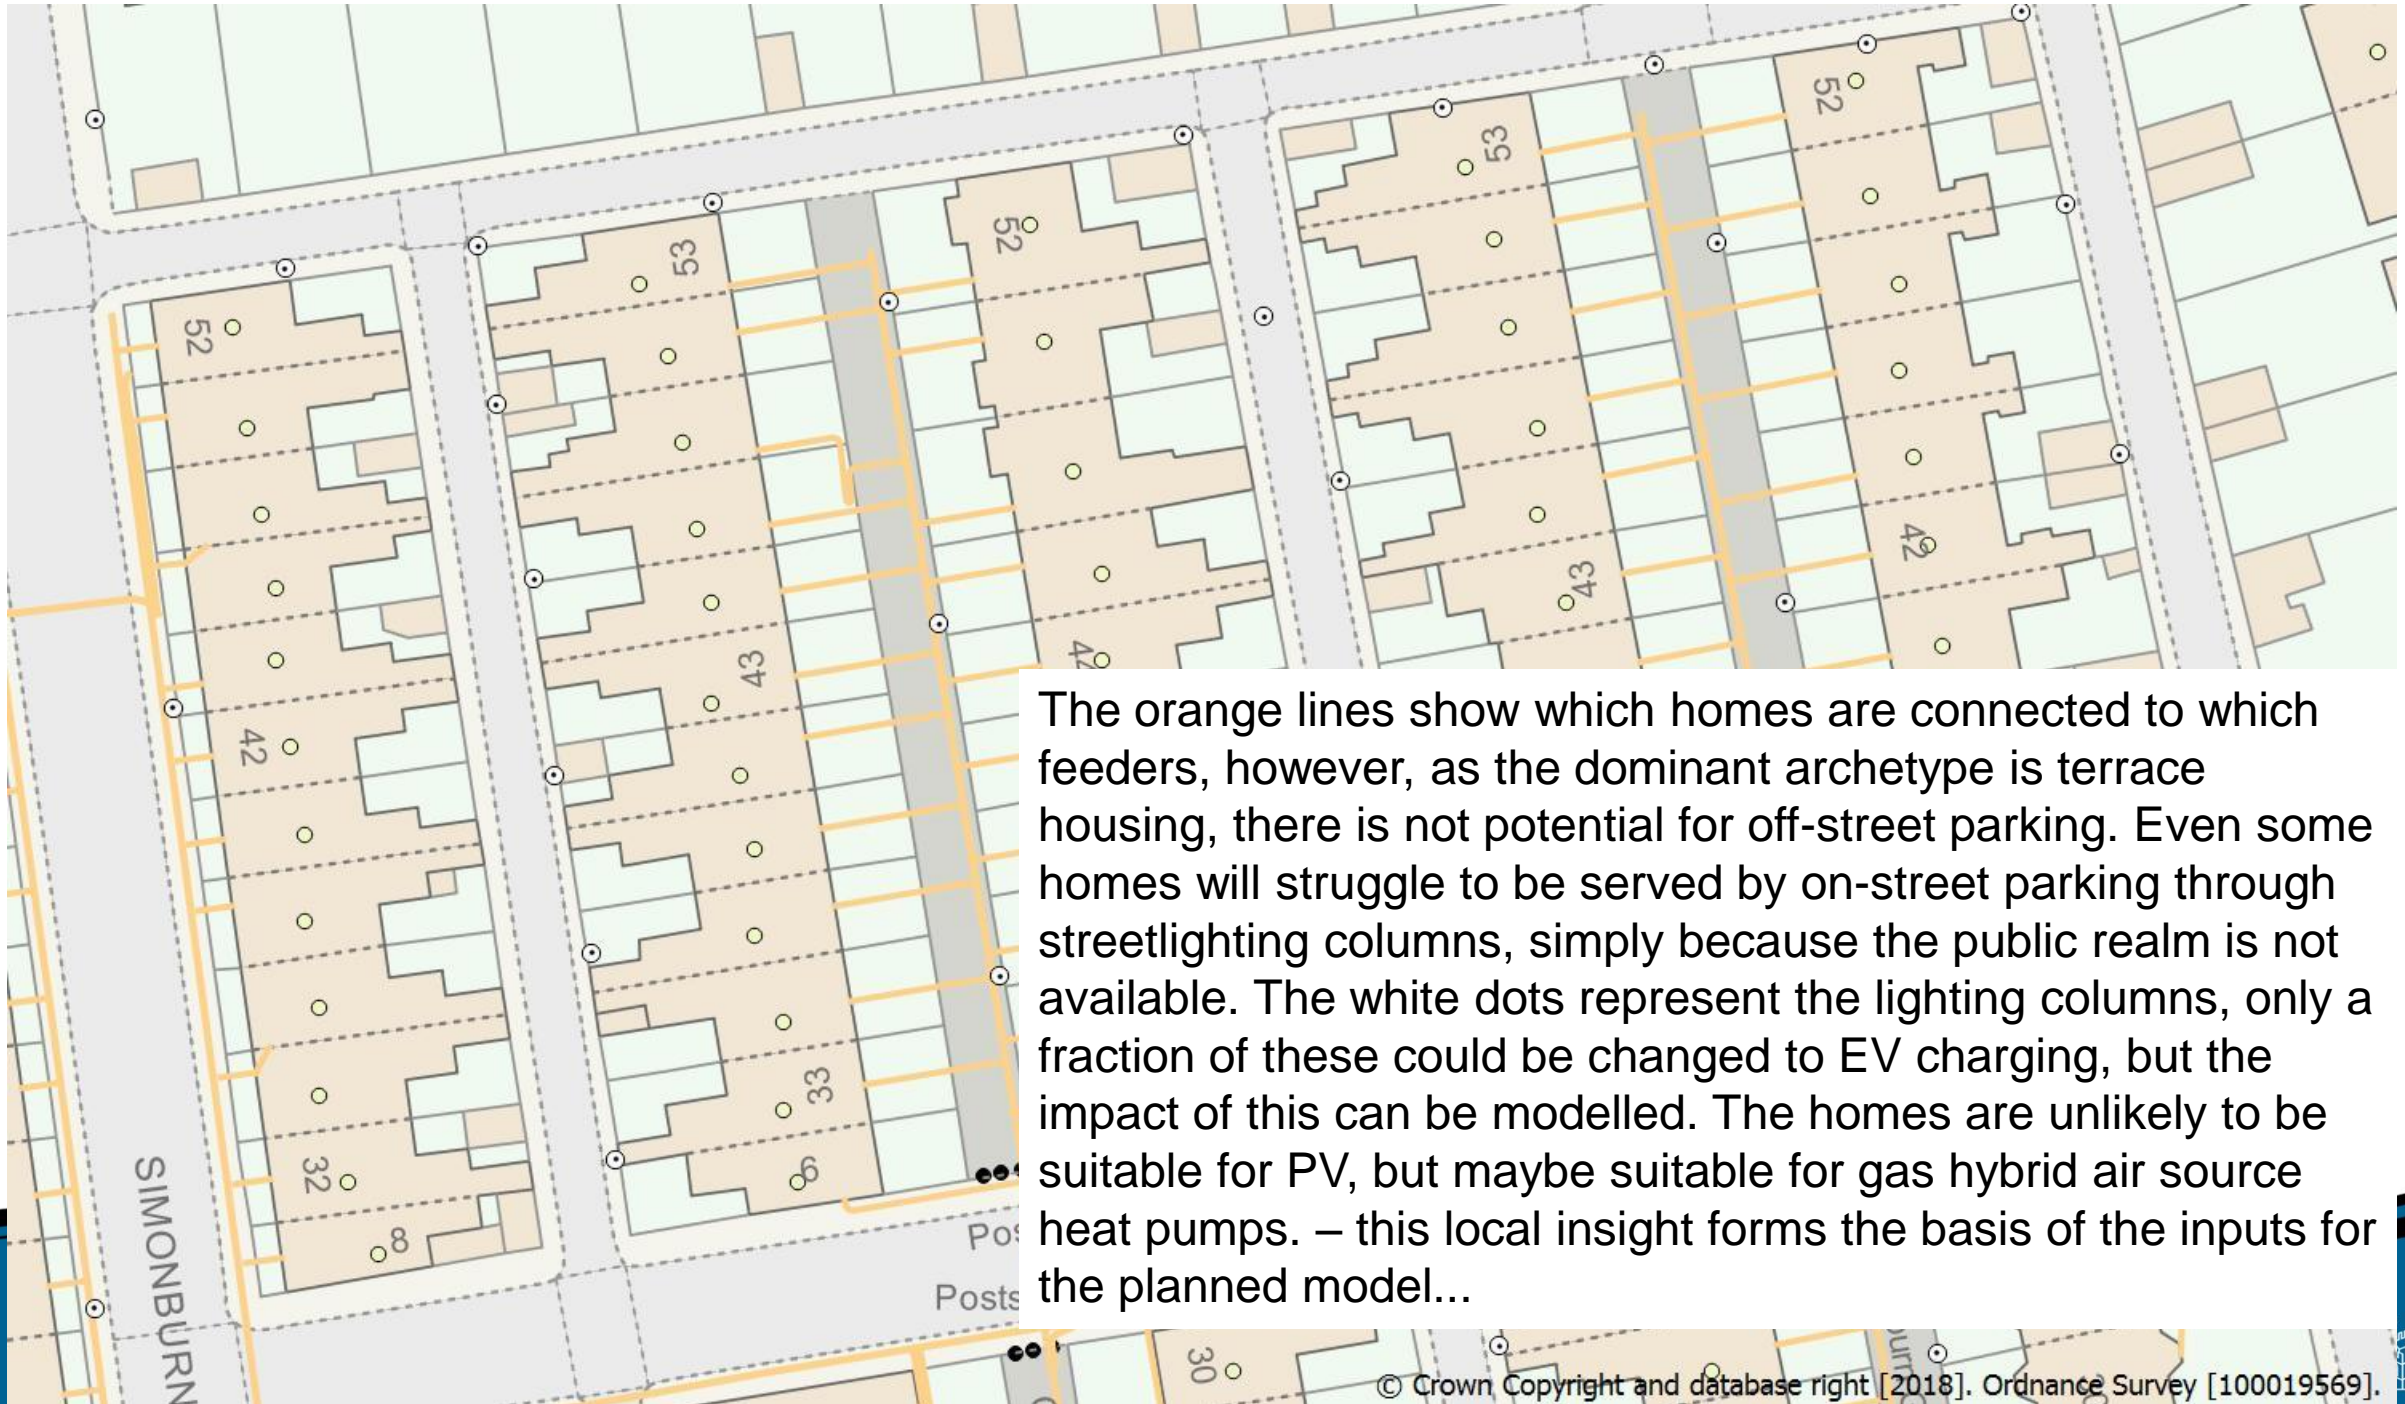 52
53
52
53
52
43
42
42
43
33
32
6
8
SIMONBURN
Posts
30
The orange lines show which homes are connected to which
feeders, however, as the dominant archetype is terrace
housing, there is not potential for off-street parking. Even some
homes will struggle to be served by on-street parking through
streetlighting columns, simply because the public realm is not
available. The white dots represent the lighting columns, only a
fraction of these could be changed to EV charging, but the
impact of this can be modelled. The homes are unlikely to be
suitable for PV, but maybe suitable for gas hybrid air source
heat pumps. – this local insight forms the basis of the inputs for
the planned model...
© Crown Copyright and database right [2018]. Ordnance Survey [100019569].